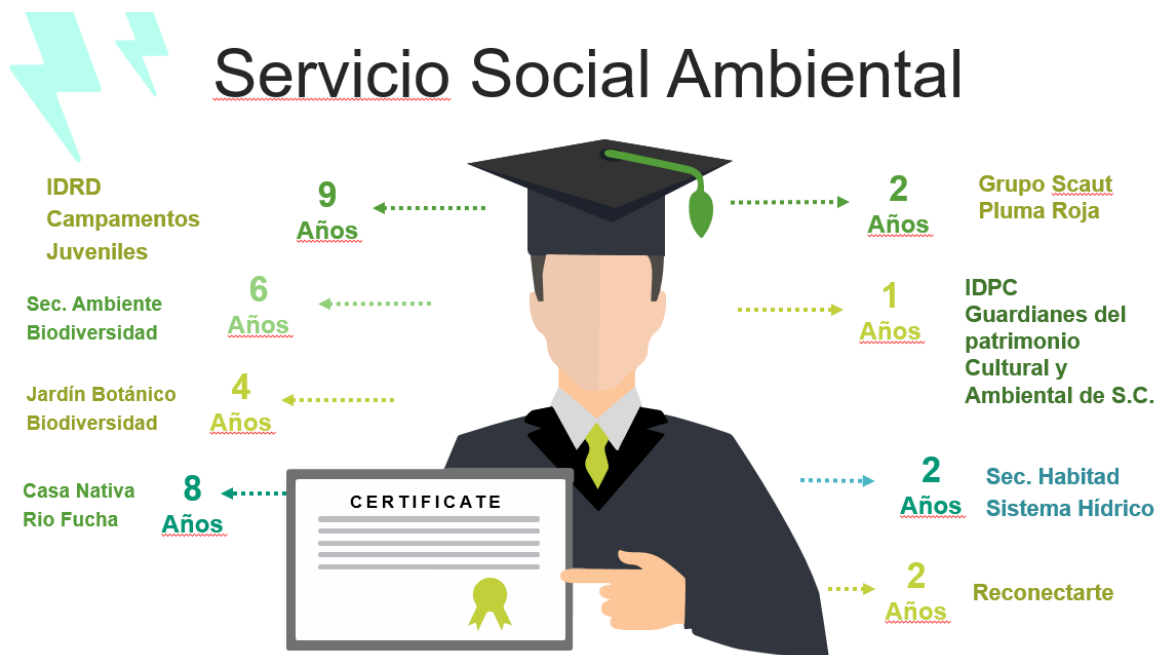 Servicio Social Ambiental
IDRD
Campamentos
Juveniles
9
Años
Sec. Ambiente
Biodiversidad
6
Años
Jardín Botánico
Biodiversidad
4
Años
Casa Nativa
Rio Fucha
8
Años
CERTIFICATE
2
Años
Grupo Scaut
Pluma Roja
1
Años
IDPC
Guardianes del
patrimonio
Cultural y
Ambiental de S.C.
2
Años
Sec. Habitad
Sistema Hídrico
2
Años
Reconectarte